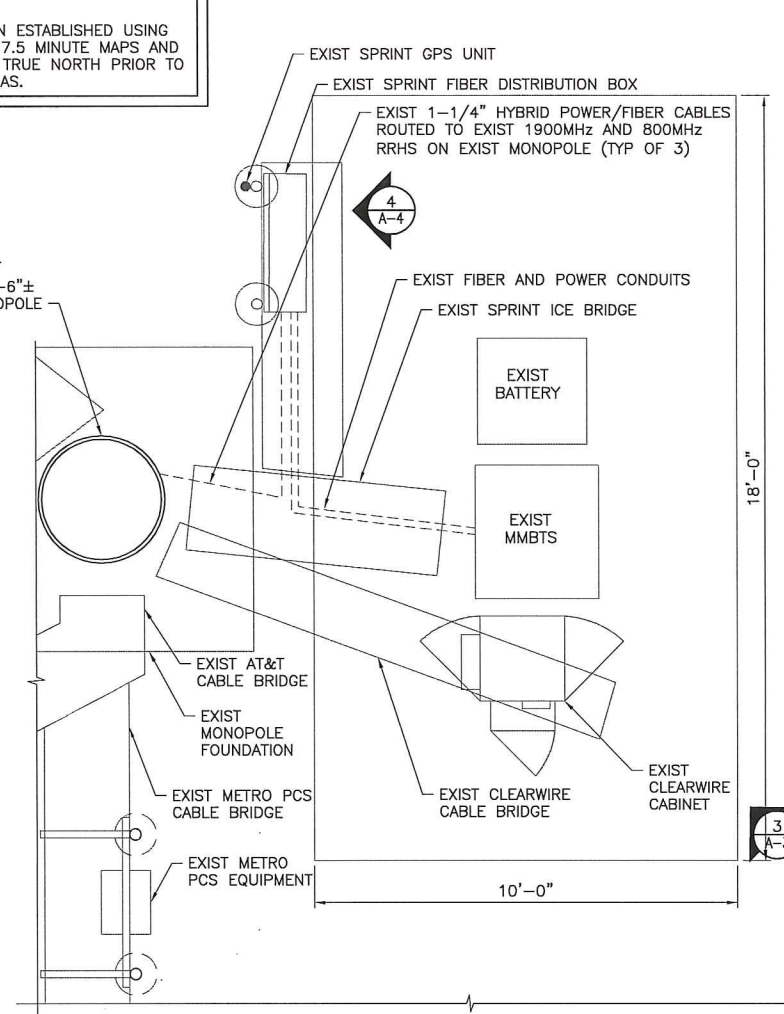 ESTABLISHED USING
7.5 MINUTE MAPS AND
TRUE NORTH PRIOR TO
EXIST SPRINT GPS UNIT
EXIST SPRINT FIBER DISTRIBUTION BOX
EXIST 1-1/4" HYBRID POWER/FIBER CABLES
ROUTED TO EXIST 1900MHz AND 800MHz
RRHS ON EXIST MONOPOLE (TYP OF 3)
4
A-4
-6"±
EXIST FIBER AND POWER CONDUITS
EXIST SPRINT ICE BRIDGE
EXIST
BATTERY
18'-0"
EXIST
MMBTS
EXIST AT&T
CABLE BRIDGE
EXIST
MONOPOLE
FOUNDATION
EXIST METRO PCS
CABLE BRIDGE
EXIST CLEARWIRE
CABLE BRIDGE
EXIST
CLEARWIRE
CABINET
3
EXIST METRO
PCS EQUIPMENT
10'-0"